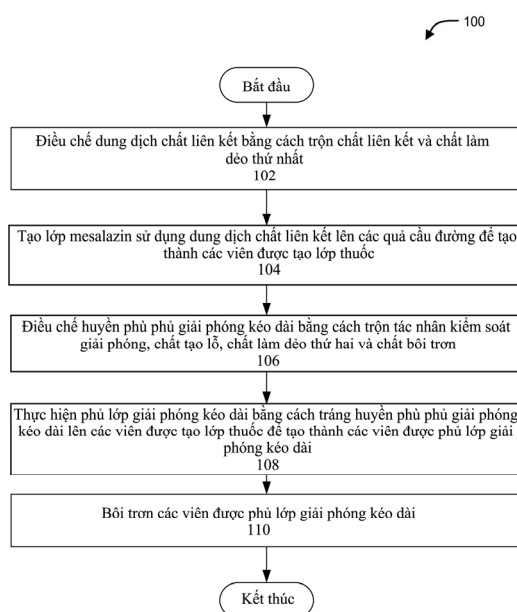 100
Bắt đầu
Điều chế dung dịch chất liên kết bằng cách trộn chất liên kết và chất làm
dẻo thứ nhất
102
Tạo lớp mesalazin sử dụng dung dịch chất liên kết lên các quả cầu đường để tạo
thành các viên được tạo lớp thuốc
104
Điều chế huyền phù phủ giải phóng kéo dài bằng cách trộn tác nhân kiểm soát
giải phóng, chất tạo lỗ, chất làm dẻo thứ hai và chất bôi trơn
106
Thực hiện phủ lớp giải phóng kéo dài bằng cách tráng huyền phù phủ giải phóng
kéo dài lên các viên được tạo lớp thuốc để tạo thành các viên được phủ lớp giải
phóng kéo dài
108
Bôi trơn các viên được phủ lớp giải phóng kéo dài
110
Kết thúc